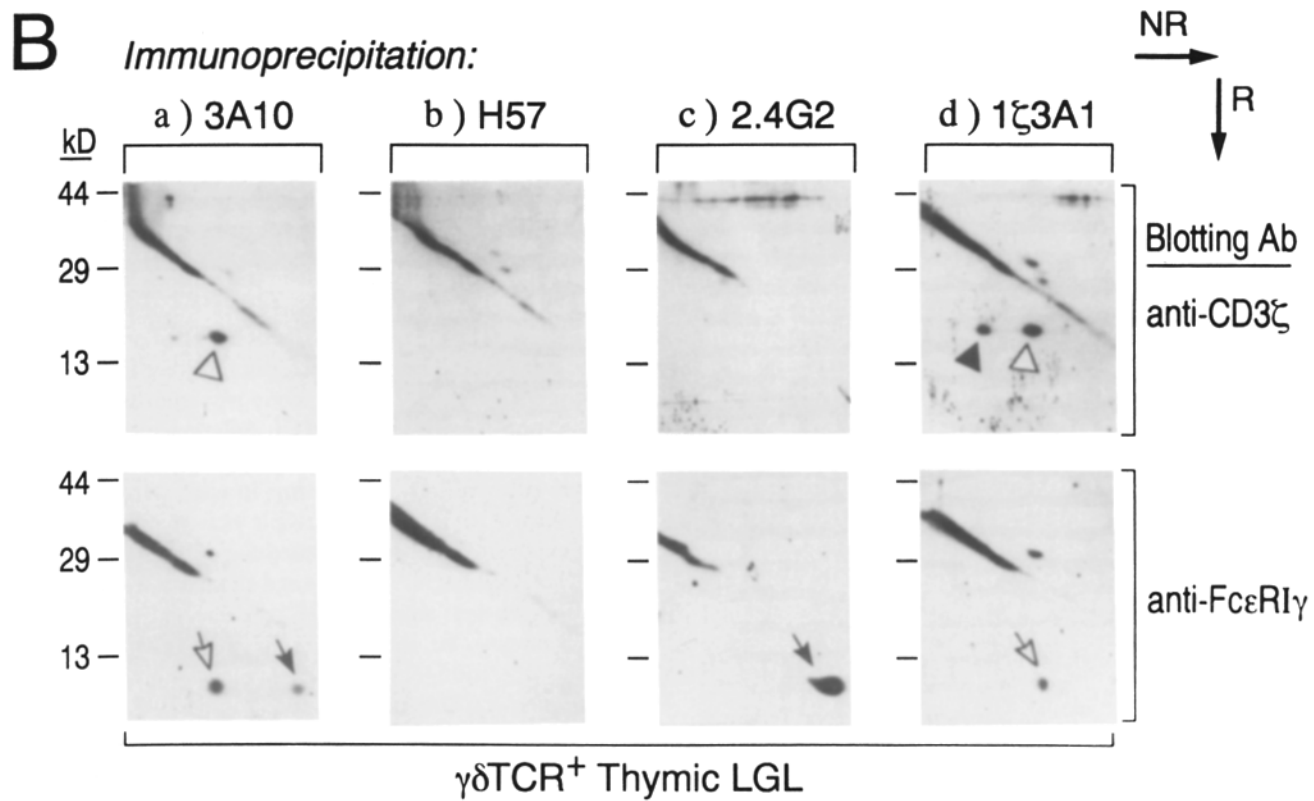 B
Immunoprecipitation:
NR
R
a ) 3A10
b ) H57
c ) 2.4G2
d ) 1ζ3A1
kD
44
29
13
Blotting Ab
anti-CD3ζ
44
29
13
anti-FcεRIγ
γδTCR+ Thymic LGL